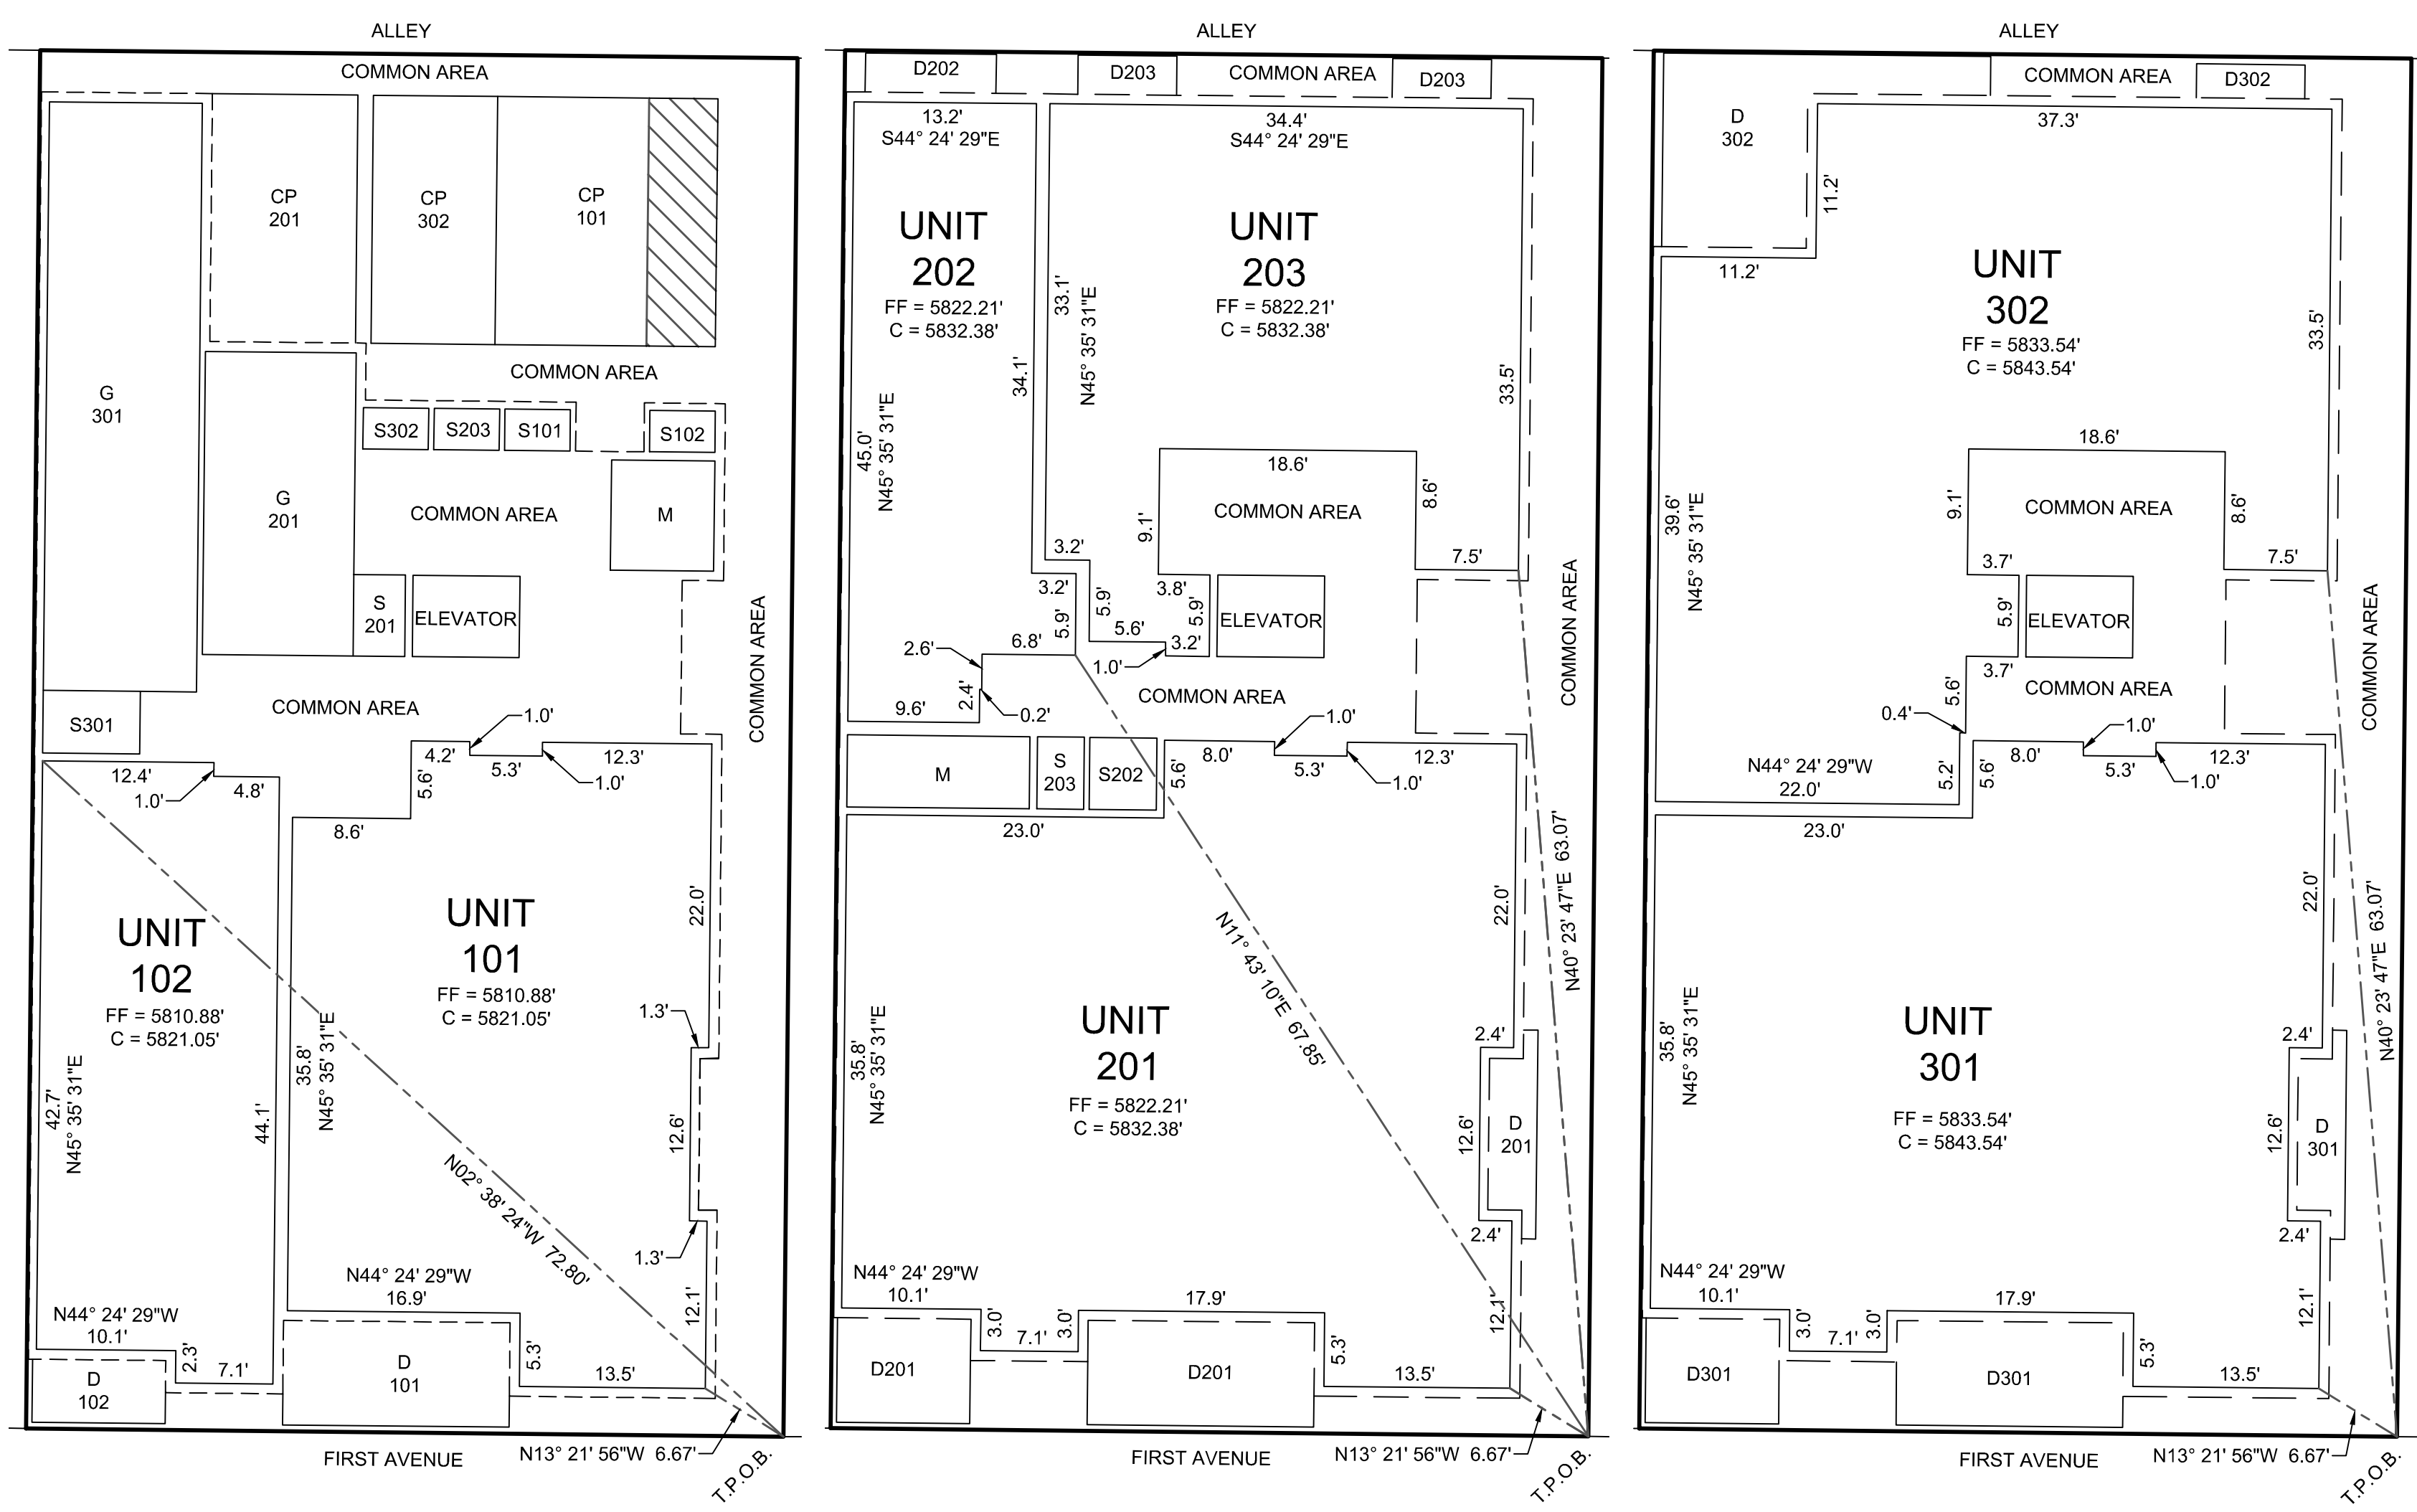 ALLEY
COMMON AREA
CP
201
CP
302
CP
101
G
301
COMMON AREA
S302
S203
S101
S102
G
201
COMMON AREA
M
S
201
ELEVATOR
COMMON AREA
S301
COMMON AREA
1.0'
12.4'
1.0'
4.8'
4.2'
5.3'
12.3'
1.0'
5.6'
8.6'
22.0'
UNIT
102
FF = 5810.88'
C = 5821.05'
UNIT
101
FF = 5810.88'
C = 5821.05'
1.3'
42.7'
N45° 35' 31"E
44.1'
35.8'
N45° 35' 31"E
12.6'
N02° 38' 24"W 72.80'
1.3'
N44° 24' 29"W
16.9'
12.1'
N44° 24' 29"W
10.1'
2.3'
7.1'
5.3'
13.5'
D
102
D
101
FIRST AVENUE
N13° 21' 56"W 6.67'
T.P.O.B.
ALLEY
D202
D203
COMMON AREA
D203
13.2'
S44° 24' 29"E
34.4'
S44° 24' 29"E
UNIT
202
FF = 5822.21'
C = 5832.38'
UNIT
203
FF = 5822.21'
C = 5832.38'
33.1'
N45° 35' 31"E
34.1'
33.5'
45.0'
N45° 35' 31"E
18.6'
COMMON AREA
8.6'
9.1'
3.2'
7.5'
3.2'
5.9'
5.9'
3.8'
5.9'
ELEVATOR
5.6'
3.2'
1.0'
6.8'
2.6'
2.4'
9.6'
0.2'
COMMON AREA
COMMON AREA
1.0'
M
S
203
S202
5.6'
8.0'
5.3'
12.3'
1.0'
23.0'
22.0'
N40° 23' 47"E 63.07'
N11° 43' 10"E 67.85'
UNIT
201
FF = 5822.21'
C = 5832.38'
35.8'
N45° 35' 31"E
2.4'
12.6'
D
201
2.4'
N44° 24' 29"W
10.1'
3.0'
7.1'
3.0'
17.9'
5.3'
13.5'
12.1'
D201
D201
FIRST AVENUE
N13° 21' 56"W 6.67'
T.P.O.B.
ALLEY
COMMON AREA
D302
D
302
37.3'
11.2'
11.2'
UNIT
302
FF = 5833.54'
C = 5843.54'
33.5'
39.6'
N45° 35' 31"E
18.6'
9.1'
COMMON AREA
8.6'
3.7'
7.5'
5.9'
ELEVATOR
3.7'
COMMON AREA
COMMON AREA
5.6'
0.4'
1.0'
N44° 24' 29"W
22.0'
5.2'
5.6'
8.0'
5.3'
12.3'
1.0'
23.0'
22.0'
N40° 23' 47"E 63.07'
UNIT
301
FF = 5833.54'
C = 5843.54'
35.8'
N45° 35' 31"E
2.4'
12.6'
D
301
2.4'
N44° 24' 29"W
10.1'
3.0'
7.1'
3.0'
17.9'
5.3'
13.5'
12.1'
D301
D301
FIRST AVENUE
N13° 21' 56"W 6.67'
T.P.O.B.